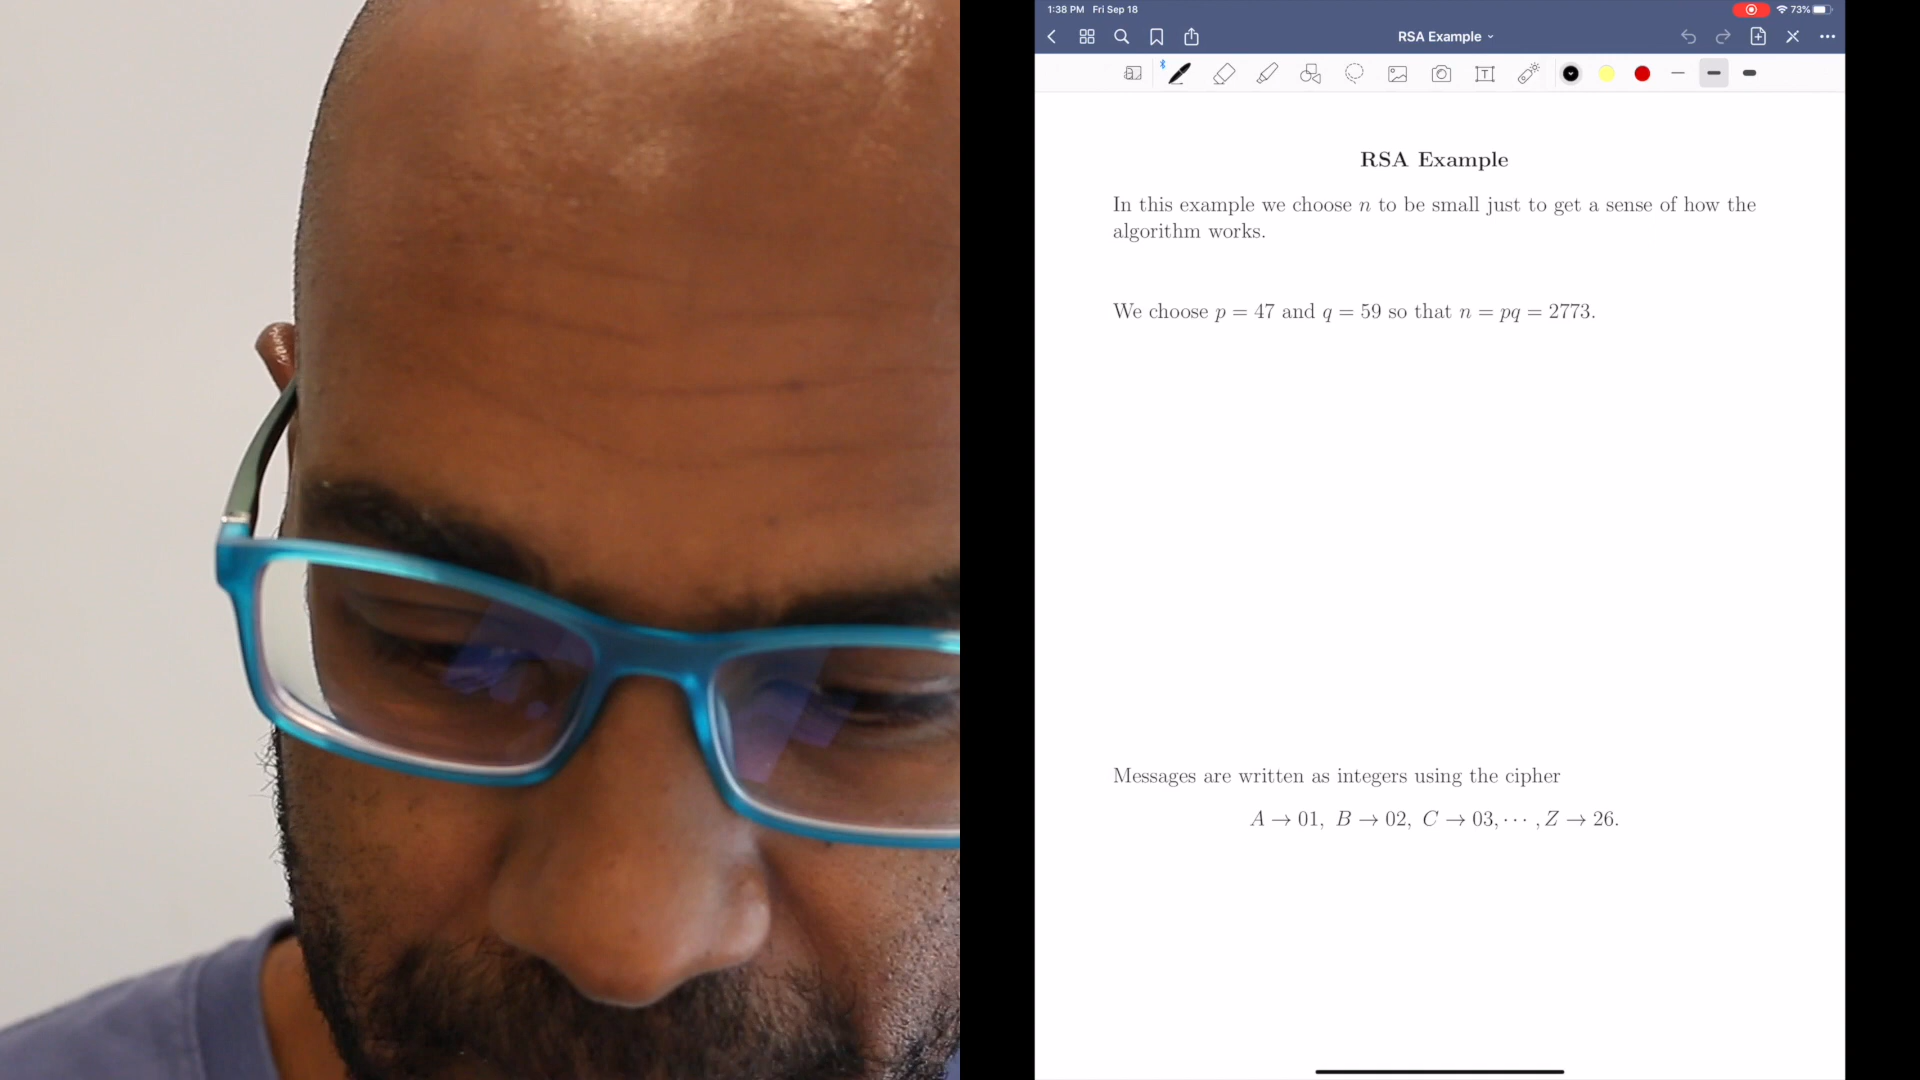 1:38 PM Fri Sep 18
73%
RSA Example
RSA Example
In this example we choose n to be small just to get a sense of how the
algorithm works.
We choose p = 47 and q = 59 so that n = pq = 2773.
Messages are written as integers using the cipher
A → 01, B → 02, C → 03, ⋯ , Z → 26.